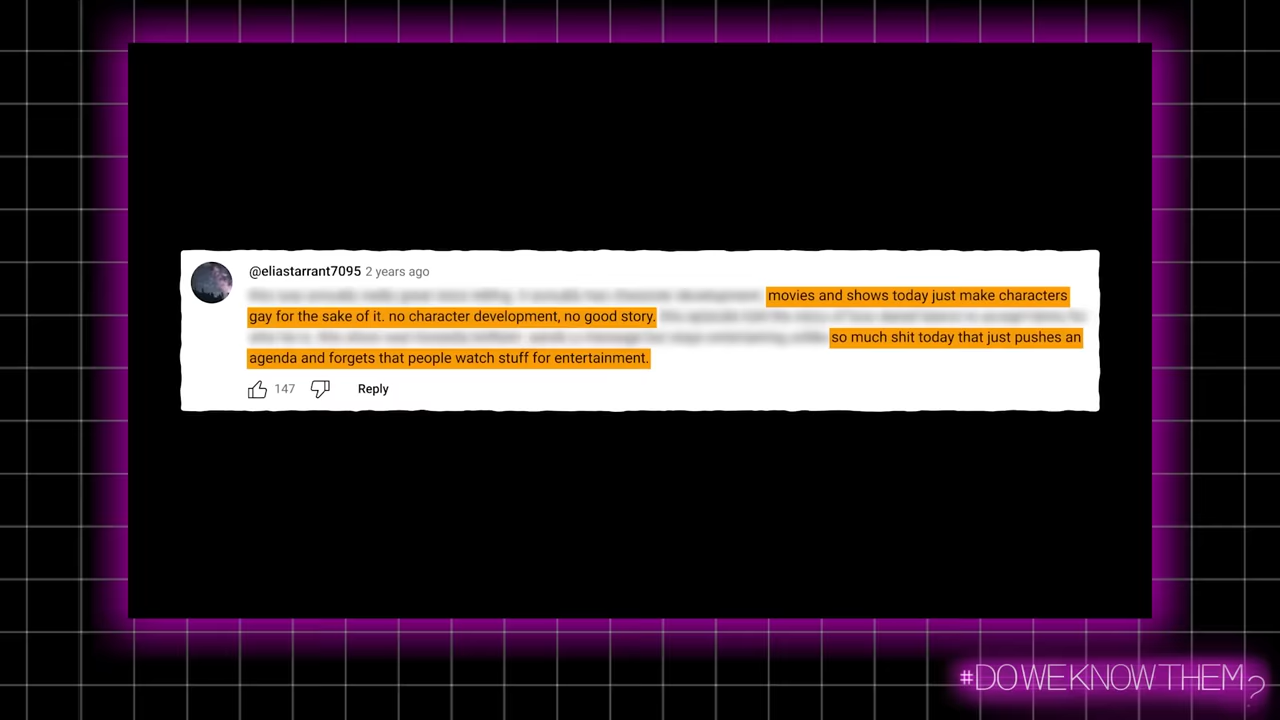 @eliastarrant7095 2 years ago
movies and shows today just make characters
gay for the sake of it. no character development, no good story.
so much shit today that just pushes an
agenda and forgets that people watch stuff for entertainment.
147 Reply
#DOWEKNOWTHEM?